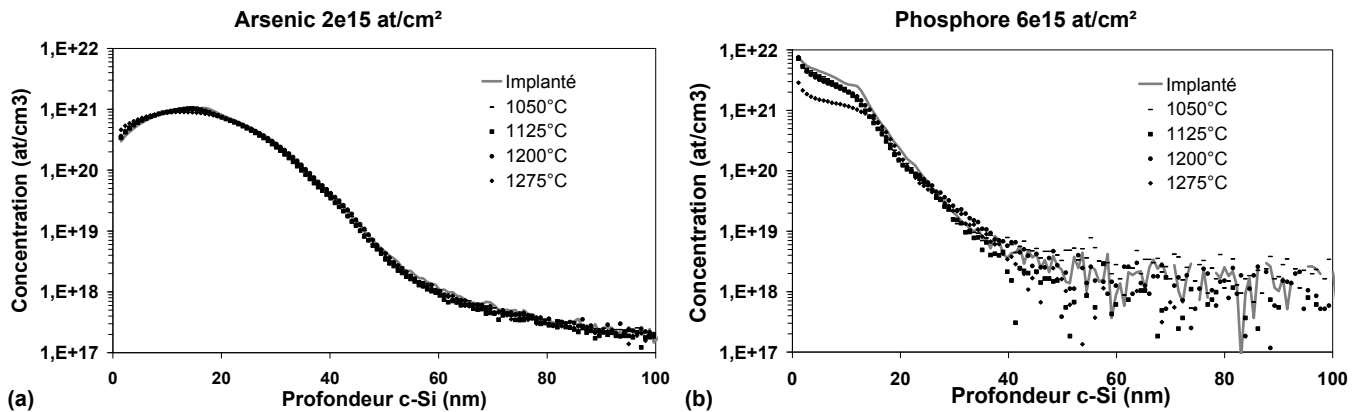 Arsenic 2e15 at/cm²
1,E+22
1,E+21
1,E+20
1,E+19
1,E+18
1,E+17
Concentration (at/cm3)
Implanté
1050°C
1125°C
1200°C
1275°C
0
20
40
60
80
100
Profondeur c-Si (nm)
(a)
Phosphore 6e15 at/cm²
1,E+22
1,E+21
1,E+20
1,E+19
1,E+18
1,E+17
Concentration (at/cm3)
Implanté
1050°C
1125°C
1200°C
1275°C
0
20
40
60
80
100
Profondeur c-Si (nm)
(b)